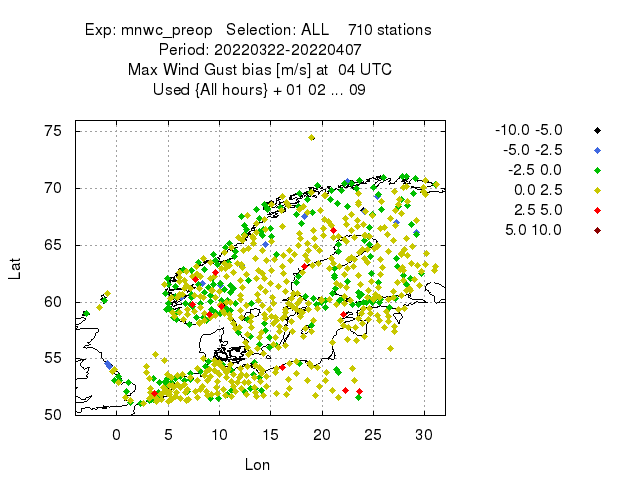 Exp: mnwc_preop   Selection: ALL    710 stations
Period: 20220322-20220407
Max Wind Gust bias [m/s] at  04 UTC
Used {All hours} + 01 02 ... 09
-10.0 -5.0
-5.0 -2.5
-2.5 0.0
0.0 2.5
2.5 5.0
5.0 10.0
75
70
65
60
55
50
Lat
0 5 10 15 20 25 30
Lon